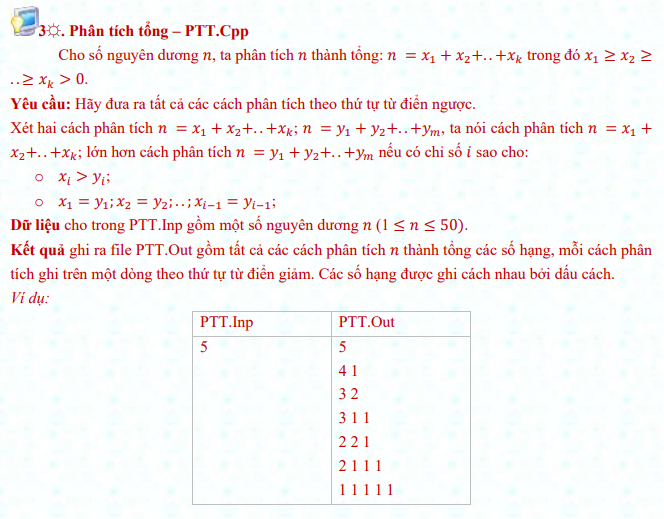 3☼. Phân tích tổng – PTT.Cpp
Cho số nguyên dương n, ta phân tích n thành tổng: n = x₁ + x₂+..+xₖ trong đó x₁ ≥ x₂ ≥
..≥ xₖ > 0.
Yêu cầu: Hãy đưa ra tất cả các cách phân tích theo thứ tự từ điển ngược.
Xét hai cách phân tích n = x₁ + x₂+..+xₖ; n = y₁ + y₂+..+yₘ, ta nói cách phân tích n = x₁ +
x₂+..+xₖ; lớn hơn cách phân tích n = y₁ + y₂+..+yₘ nếu có chỉ số i sao cho:
o xᵢ > yᵢ;
o x₁ = y₁; x₂ = y₂;..; xᵢ₋₁ = yᵢ₋₁;
Dữ liệu cho trong PTT.Inp gồm một số nguyên dương n (1 ≤ n ≤ 50).
Kết quả ghi ra file PTT.Out gồm tất cả các cách phân tích n thành tổng các số hạng, mỗi cách phân
tích ghi trên một dòng theo thứ tự từ điển giảm. Các số hạng được ghi cách nhau bởi dấu cách.
Ví dụ:
PTT.Inp PTT.Out
5 5
4 1
3 2
3 1 1
2 2 1
2 1 1 1
1 1 1 1 1